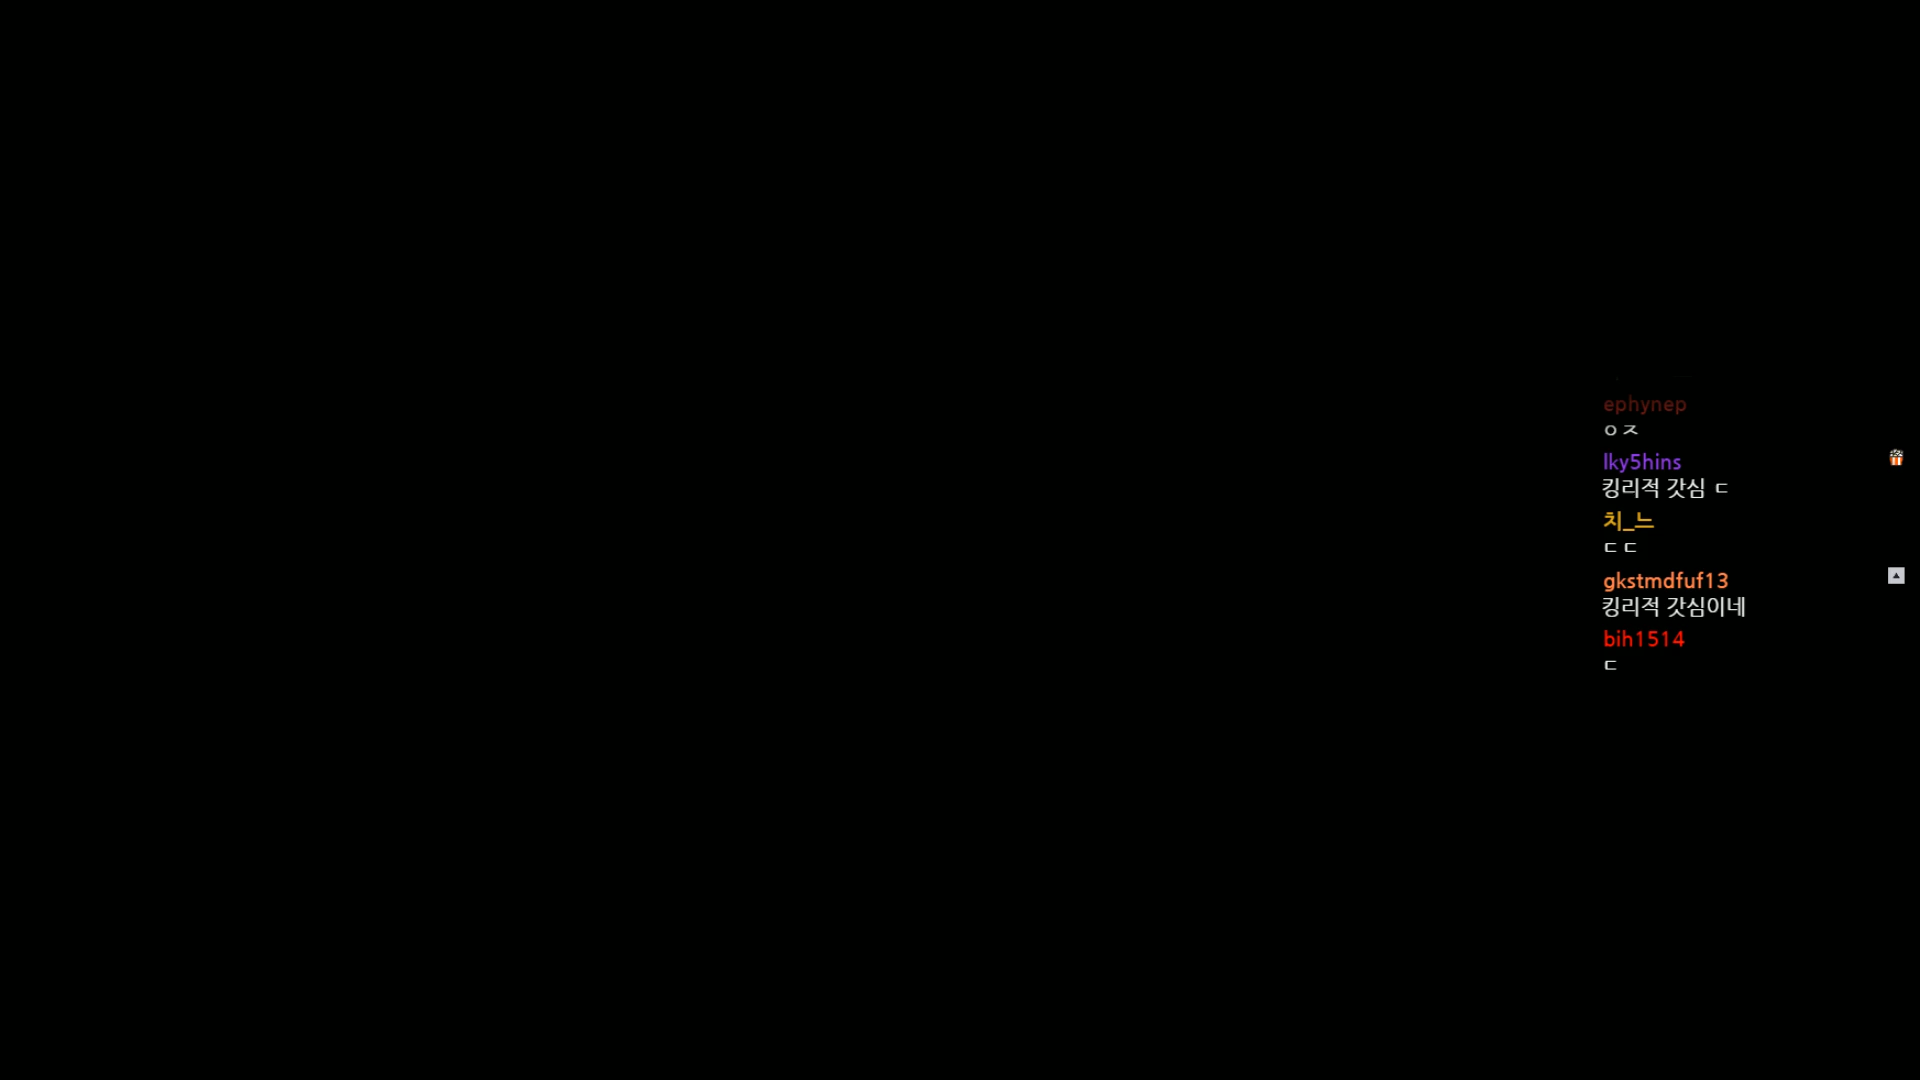 ephynep
ㅇㅈ
lky5hins
킹리적 갓심 ㄷ
치_느
ㄷㄷ
gkstmdfuf13
킹리적 갓심이네
bih1514
ㄷ